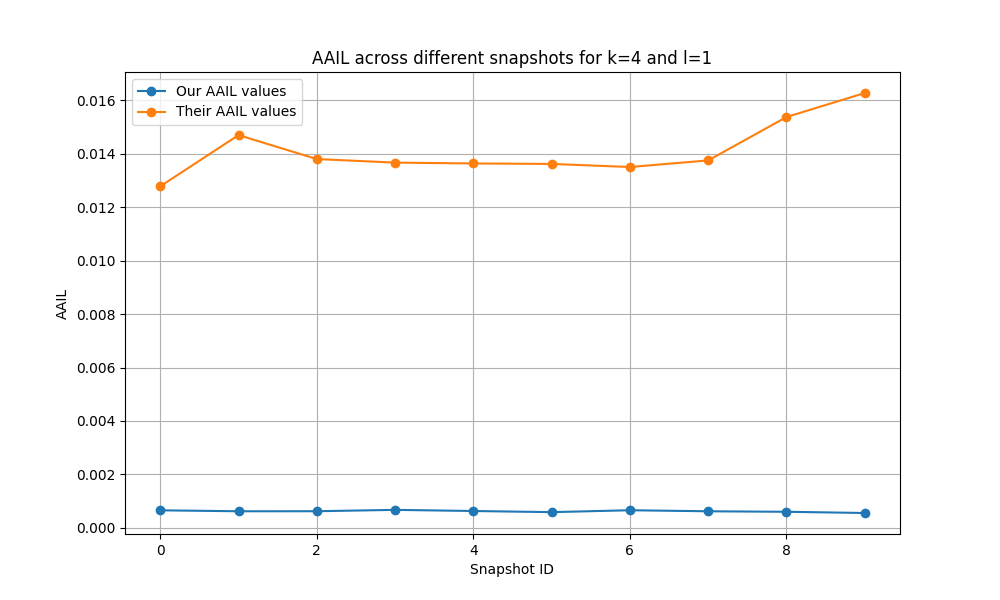 AAIL across different snapshots for k=4 and l=1
Our AAIL values
Their AAIL values
0.016
0.014
0.012
0.010
0.008
0.006
0.004
0.002
0.000
AAIL
0 2 4 6 8
Snapshot ID